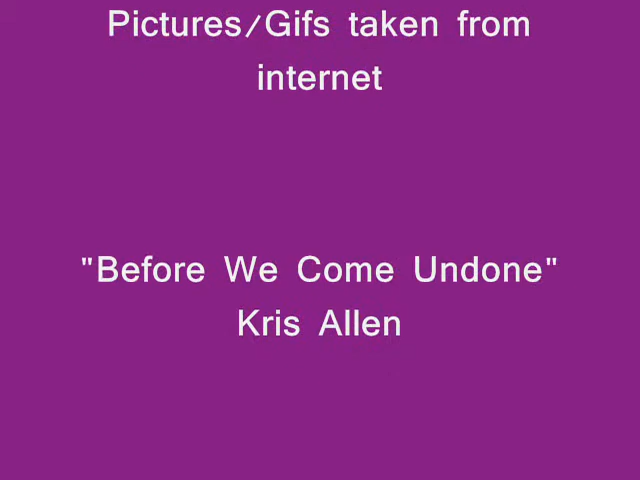 Pictures/Gifs taken from
internet
"Before We Come Undone"
Kris Allen